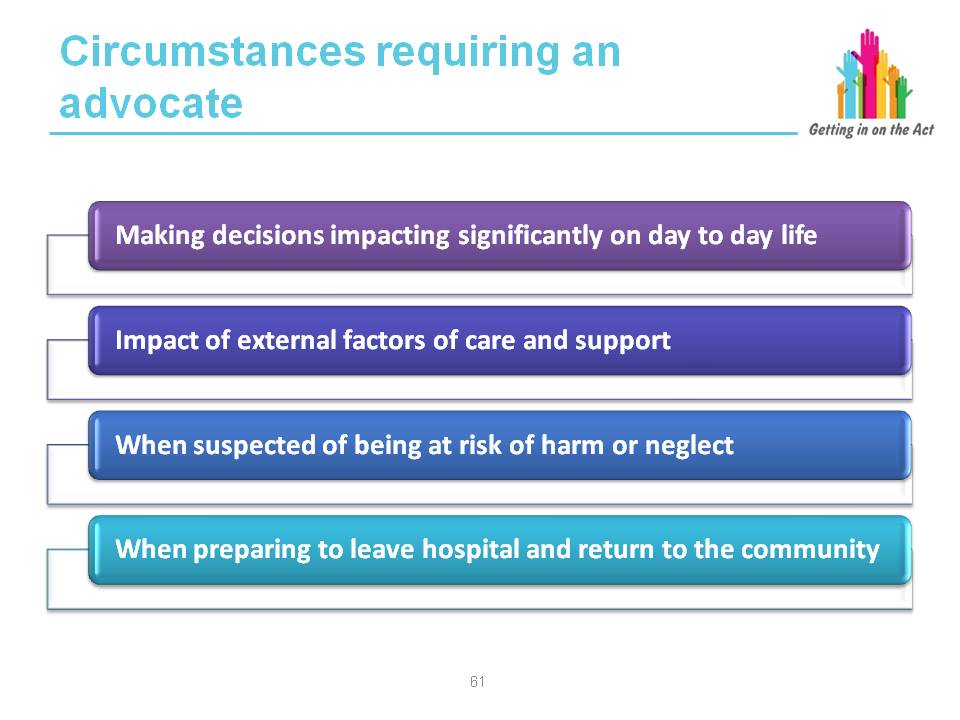 Circumstances requiring an
advocate
Getting in on the Act
Making decisions impacting significantly on day to day life
Impact of external factors of care and support
When suspected of being at risk of harm or neglect
When preparing to leave hospital and return to the community
61